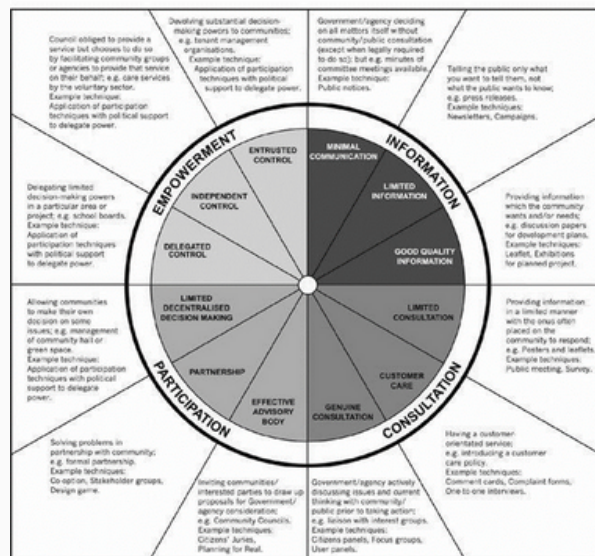 Council obliged to provide a
service but chooses to do so
by facilitating community groups
or agencies to provide that service
on their behalf; e.g. care services
by the voluntary sector.
Example technique:
Application of participation
techniques with political support
to delegate power.
Devolving substantial decision-
making powers to communities;
e.g. tenant management
organisations.
Example technique:
Application of participation
techniques with political
support to delegate power.
Government/agency deciding
on all matters itself without
community/public consultation
(except when legally required
to do so); but e.g. minutes of
committee meetings available.
Example technique:
Public notices.
Telling the public only what
you want to tell them, not
what the public wants to know;
e.g. press releases.
Example techniques:
Newsletters, Campaigns.
Delegating limited
decision-making powers
in a particular area or
project; e.g. school boards.
Example technique:
Application of
participation techniques
with political support
to delegate power.
Providing information
which the community
wants and/or needs;
e.g. discussion papers
for development plans.
Example techniques:
Leaflet, Exhibitions
for planned project.
Allowing communities
to make their own
decision on some
issues; e.g. management
of community hall or
green space.
Example technique:
Application of participation
techniques with political
support to delegate
power.
Providing information
in a limited manner
with the onus often
placed on the
community to respond;
e.g. Posters and leaflets.
Example techniques:
Public meeting, Survey.
Solving problems in
partnership with community;
e.g. formal partnership.
Example techniques:
Co-option, Stakeholder groups,
Design game.
Inviting communities/
interested parties to draw up
proposals for Government/
agency consideration;
e.g. Community Councils.
Example techniques:
Citizens' Juries,
Planning for Real.
Government/agency actively
discussing issues and current
thinking with community/
public prior to taking action;
e.g. liaison with interest groups.
Example techniques:
Citizens panels, Focus groups,
User panels.
Having a customer-
orientated service;
e.g. introducing a customer
care policy.
Example techniques:
Comment cards, Complaint forms,
One to one interviews.
EMPOWERMENT
INFORMATION
PARTICIPATION
CONSULTATION
ENTRUSTED
CONTROL
MINIMAL
COMMUNICATION
INDEPENDENT
CONTROL
LIMITED
INFORMATION
DELEGATED
CONTROL
GOOD QUALITY
INFORMATION
LIMITED
DECENTRALISED
DECISION MAKING
LIMITED
CONSULTATION
PARTNERSHIP
CUSTOMER
CARE
EFFECTIVE
ADVISORY
BODY
GENUINE
CONSULTATION